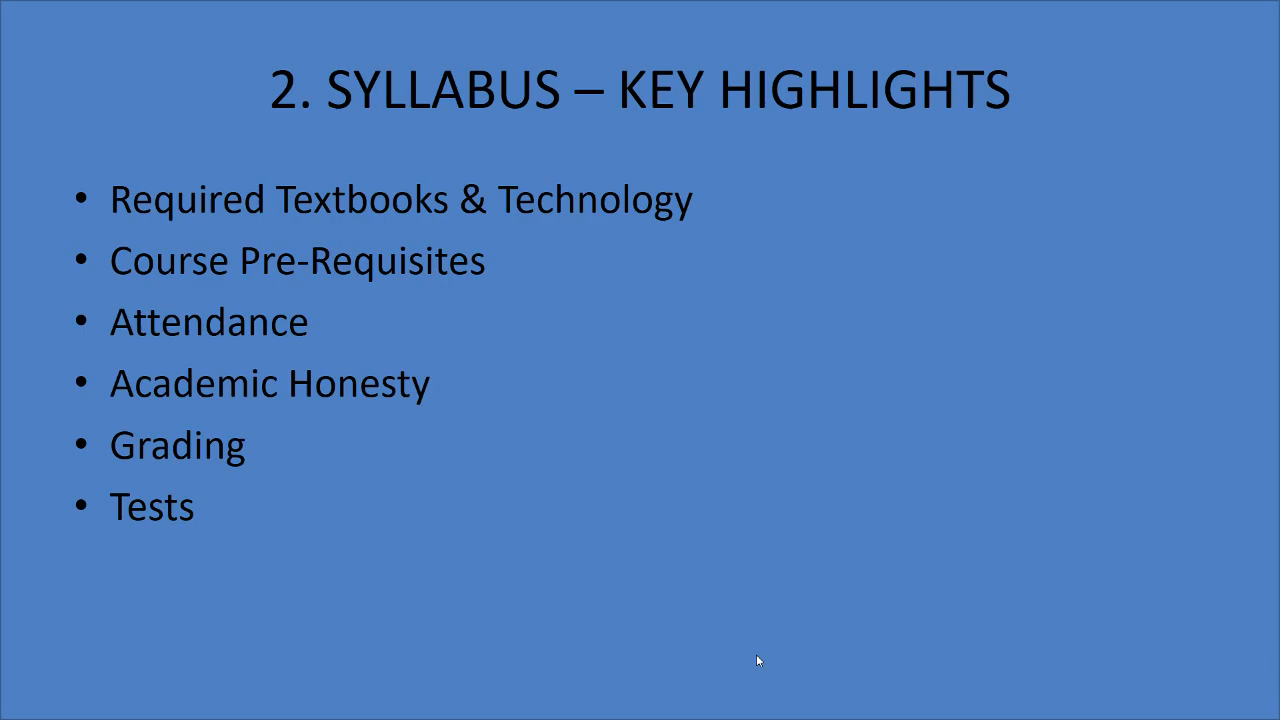 2. SYLLABUS – KEY HIGHLIGHTS
• Required Textbooks & Technology
• Course Pre-Requisites
• Attendance
• Academic Honesty
• Grading
• Tests